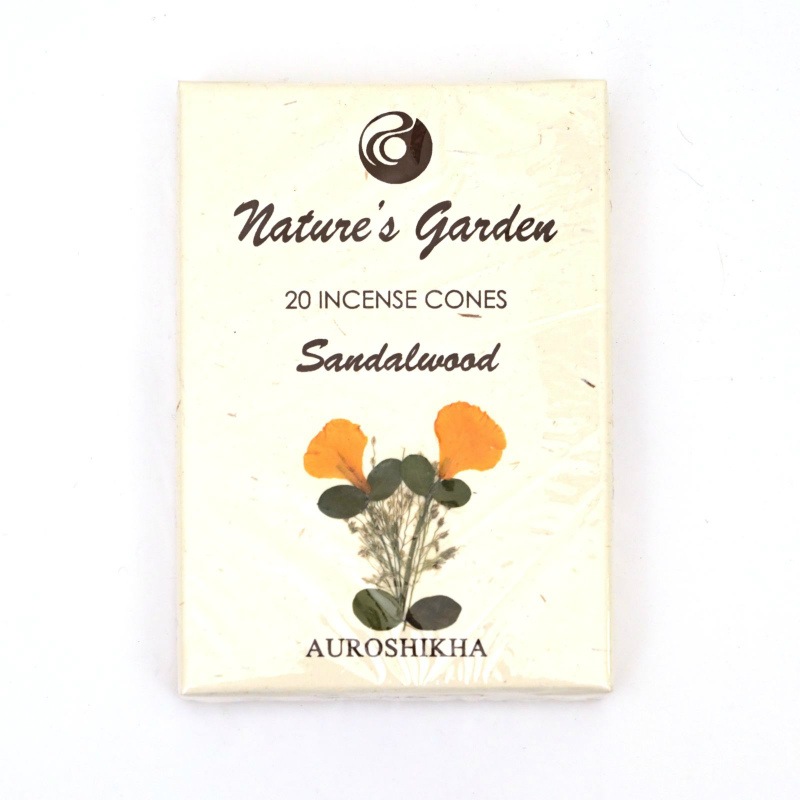 Nature's Garden
20 INCENSE CONES
Sandalwood
AUROSHIKHA